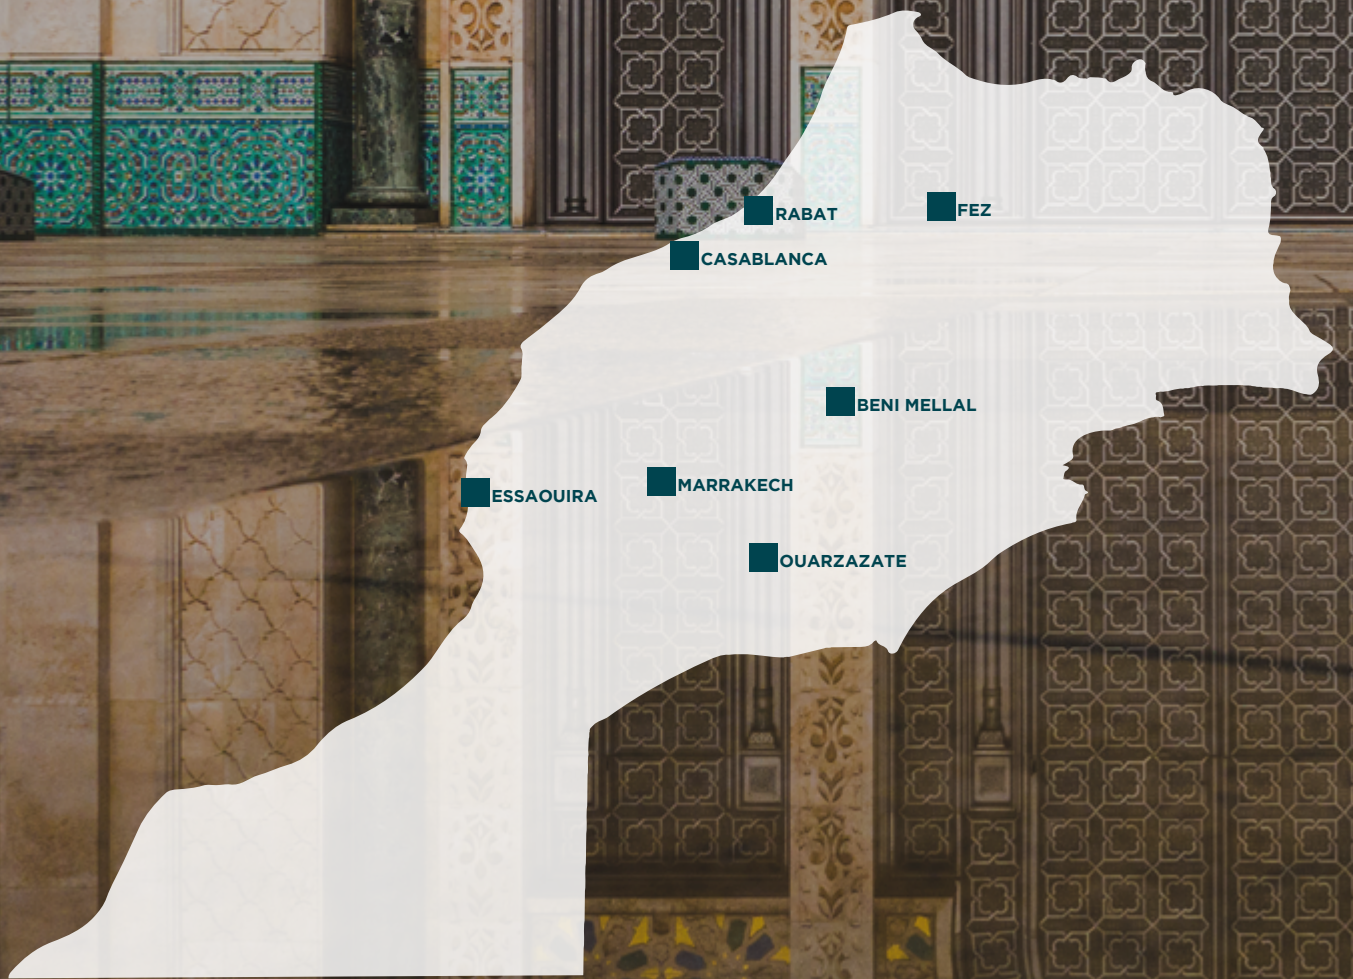 RABAT
FEZ
CASABLANCA
BENI MELLAL
MARRAKECH
ESSAOUIRA
OUARZAZATE